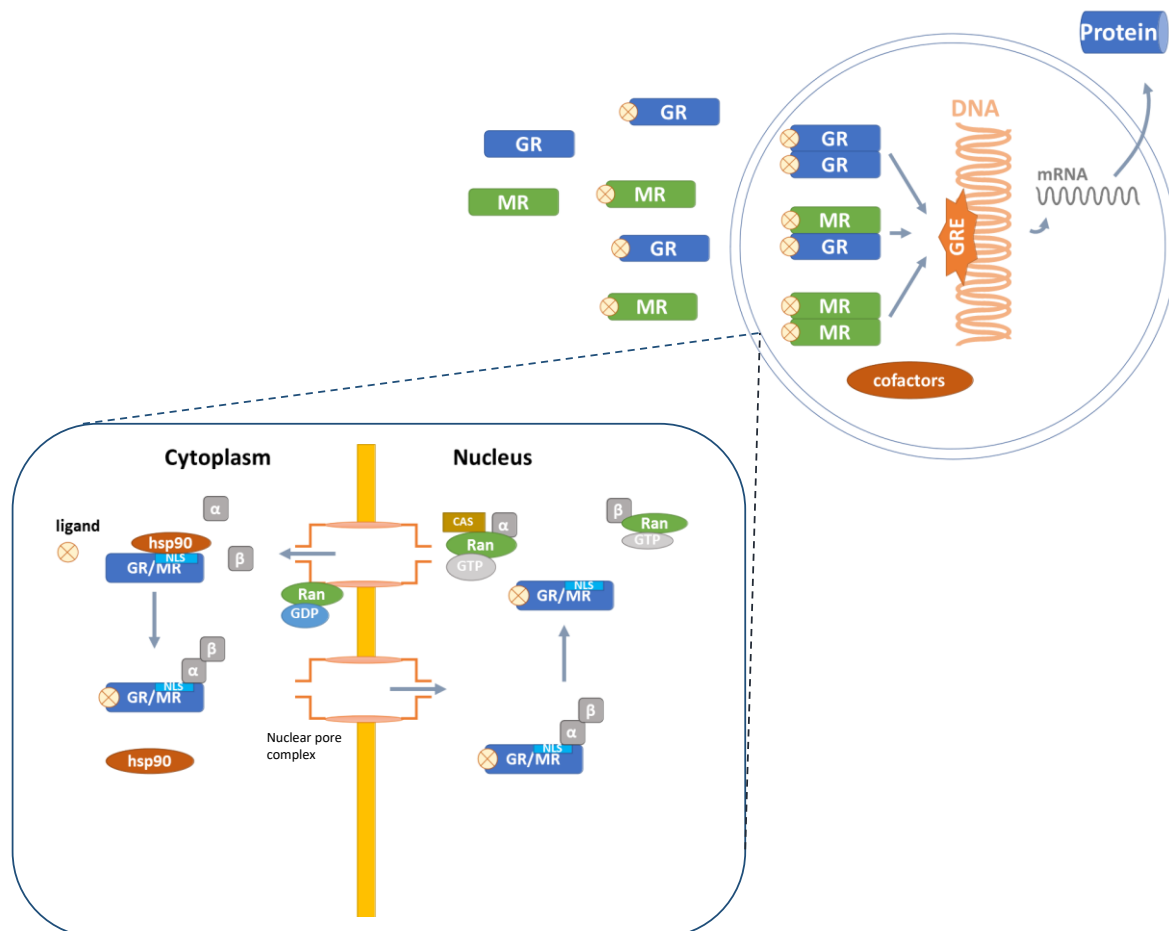 Protein
GR
DNA
GR
GR
GR
mRNA
MR
MR
MR
GR
GR
GRE
MR
MR
MR
cofactors
Cytoplasm
Nucleus
α
ligand
hsp90
NLS
GR/MR
β
CAS
α
Ran
GTP
β
Ran
GTP
Ran
GDP
NLS
GR/MR
β
α
NLS
GR/MR
Nuclear pore
complex
β
α
NLS
GR/MR
hsp90